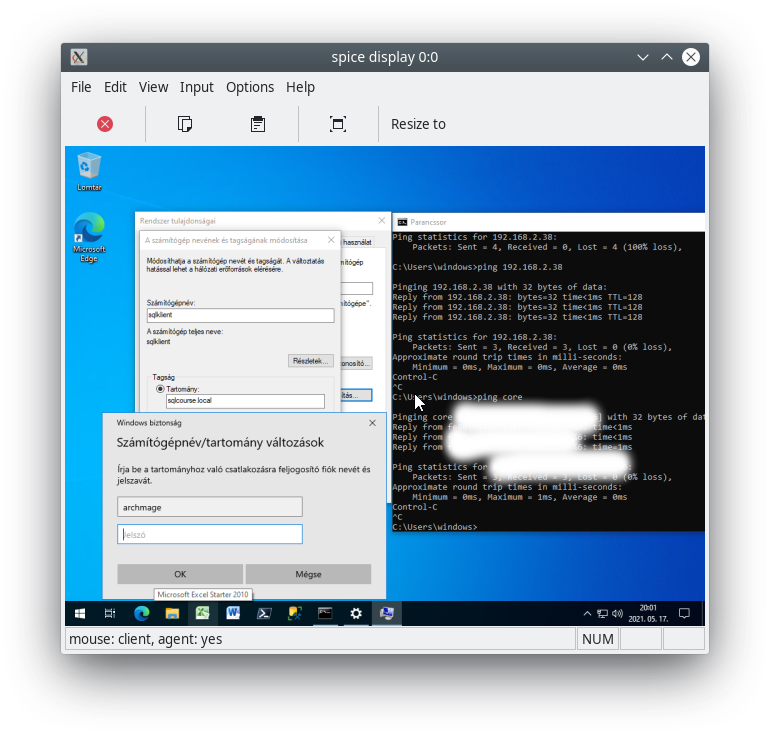 spice display 0:0
File Edit View Input Options Help
Resize to
Lomtár
Microsoft
Edge
Rendszer tulajdonságai
használat
A számítógép nevének és tagságának módosítása
Módosíthatja a számítógép nevét és tagságát. A változtatás
hatással lehet a hálózati erőforrások elérésére.
Számítógépnév:
sqlklient
A számítógép teljes neve:
sqlklient
Részletek...
Tagság
Tartomány:
sqlcourse.local
Windows biztonság
Számítógépnév/tartomány változások
Írja be a tartományhoz való csatlakozásra feljogosító fiók nevét és
jelszavát.
archmage
Jelszó
OK Mégse
Microsoft Excel Starter 2010
Parancssor
Ping statistics for 192.168.2.38:
Packets: Sent = 4, Received = 0, Lost = 4 (100% loss),
C:\Users\windows>ping 192.168.2.38
Pinging 192.168.2.38 with 32 bytes of data:
Reply from 192.168.2.38: bytes=32 time<1ms TTL=128
Reply from 192.168.2.38: bytes=32 time<1ms TTL=128
Reply from 192.168.2.38: bytes=32 time<1ms TTL=128
Ping statistics for 192.168.2.38:
Packets: Sent = 3, Received = 3, Lost = 0 (0% loss),
Approximate round trip times in milli-seconds:
Minimum = 0ms, Maximum = 0ms, Average = 0ms
Control-C
^C
C:\Users\windows>ping core
Pinging core ] with 32 bytes of dat
Reply from time<1ms
Reply from time<1ms
Reply from : time<1ms
Ping statistics for
Packets: Sent = 3, Received = 3, Lost = 0 (0% loss),
Approximate round trip times in milli-seconds:
Minimum = 0ms, Maximum = 1ms, Average = 0ms
Control-C
^C
C:\Users\windows>
20:01
2021. 05. 17.
mouse: client, agent: yes NUM